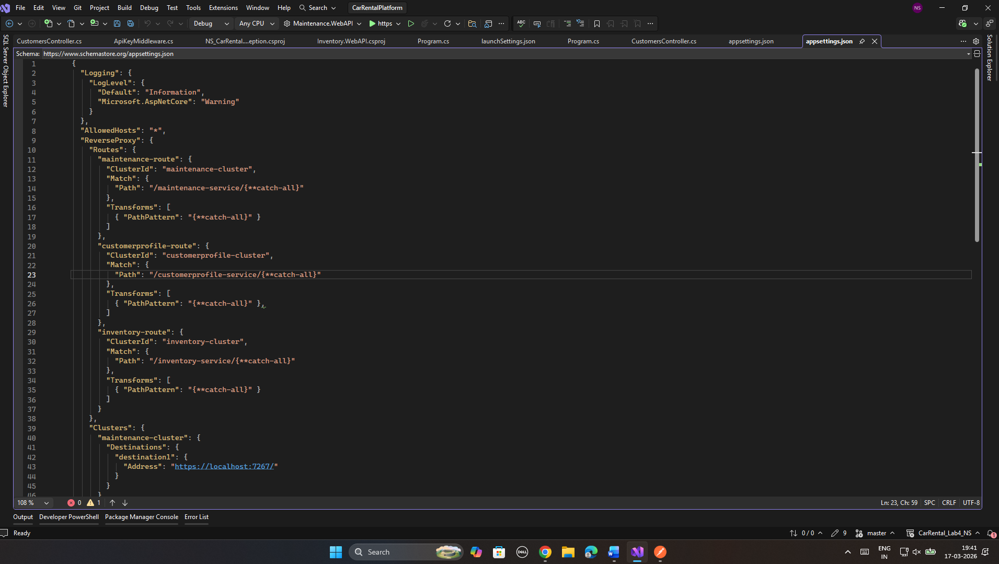 File Edit View Git Project Build Debug Test Tools Extensions Window Help Search CarRentalPlatform NS
Debug Any CPU Maintenance.WebAPI https ABC
CustomersController.cs ApiKeyMiddleware.cs NS_CarRental....eption.csproj Inventory.WebAPI.csproj Program.cs launchSettings.json Program.cs CustomersController.cs appsettings.json appsettings.json
SQL Server Object Explorer
Solution Explorer
Schema: https://www.schemastore.org/appsettings.json
1 {
2 "Logging": {
3 "LogLevel": {
4 "Default": "Information",
5 "Microsoft.AspNetCore": "Warning"
6 }
7 },
8 "AllowedHosts": "*",
9 "ReverseProxy": {
10 "Routes": {
11 "maintenance-route": {
12 "ClusterId": "maintenance-cluster",
13 "Match": {
14 "Path": "/maintenance-service/{**catch-all}"
15 },
16 "Transforms": [
17 { "PathPattern": "{**catch-all}" }
18 ]
19 },
20 "customerprofile-route": {
21 "ClusterId": "customerprofile-cluster",
22 "Match": {
23 "Path": "/customerprofile-service/{**catch-all}"
24 },
25 "Transforms": [
26 { "PathPattern": "{**catch-all}" },
27 ]
28 },
29 "inventory-route": {
30 "ClusterId": "inventory-cluster",
31 "Match": {
32 "Path": "/inventory-service/{**catch-all}"
33 },
34 "Transforms": [
35 { "PathPattern": "{**catch-all}" }
36 ]
37 }
38 },
39 "Clusters": {
40 "maintenance-cluster": {
41 "Destinations": {
42 "destination1": {
43 "Address": "https://localhost:7267/"
44 }
45 }
46 }
108 % 0 1 Ln: 23, Ch: 59 SPC CRLF UTF-8
Output Developer PowerShell Package Manager Console Error List
Ready 0 / 0 9 master CarRental_Lab4_NS 1
Search DELL ENG IN 19:41 17-03-2026